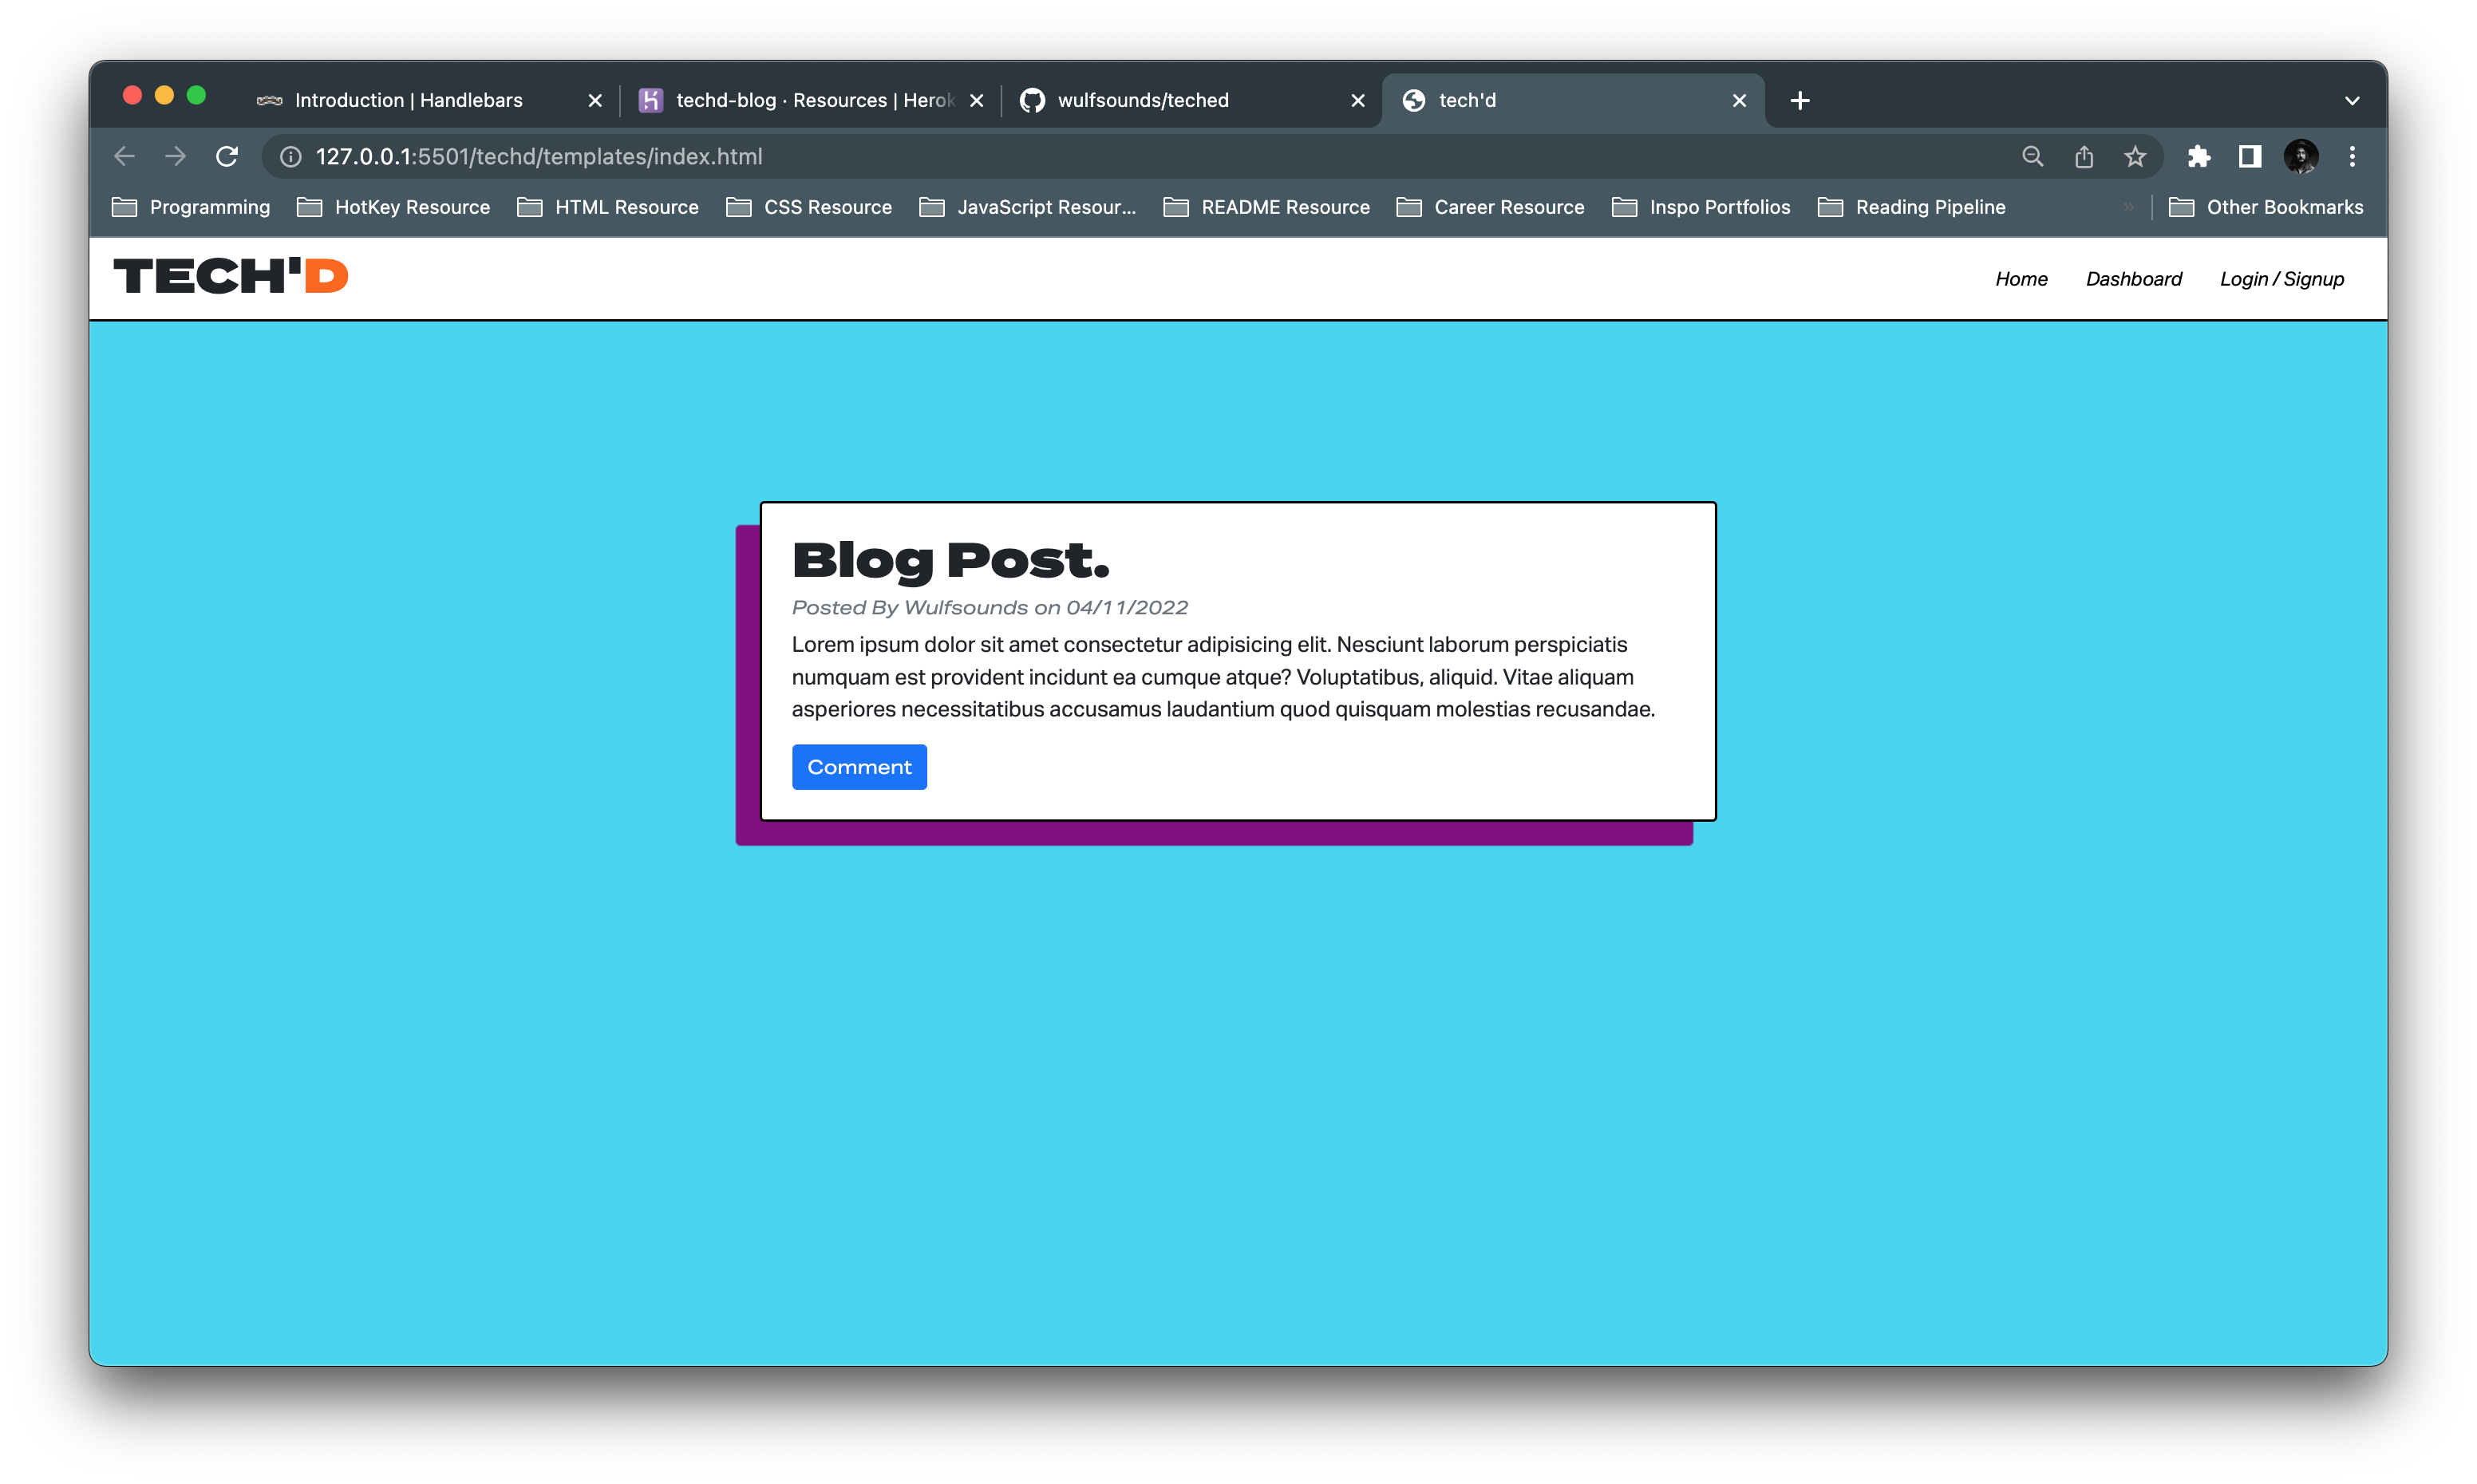 Introduction | Handlebars
techd-blog · Resources | Herok
wulfsounds/teched
tech'd
127.0.0.1:5501/techd/templates/index.html
Programming HotKey Resource HTML Resource CSS Resource JavaScript Resour... README Resource Career Resource Inspo Portfolios Reading Pipeline » Other Bookmarks
TECH'D
Home Dashboard Login / Signup
Blog Post.
Posted By Wulfsounds on 04/11/2022
Lorem ipsum dolor sit amet consectetur adipisicing elit. Nesciunt laborum perspiciatis
numquam est provident incidunt ea cumque atque? Voluptatibus, aliquid. Vitae aliquam
asperiores necessitatibus accusamus laudantium quod quisquam molestias recusandae.
Comment